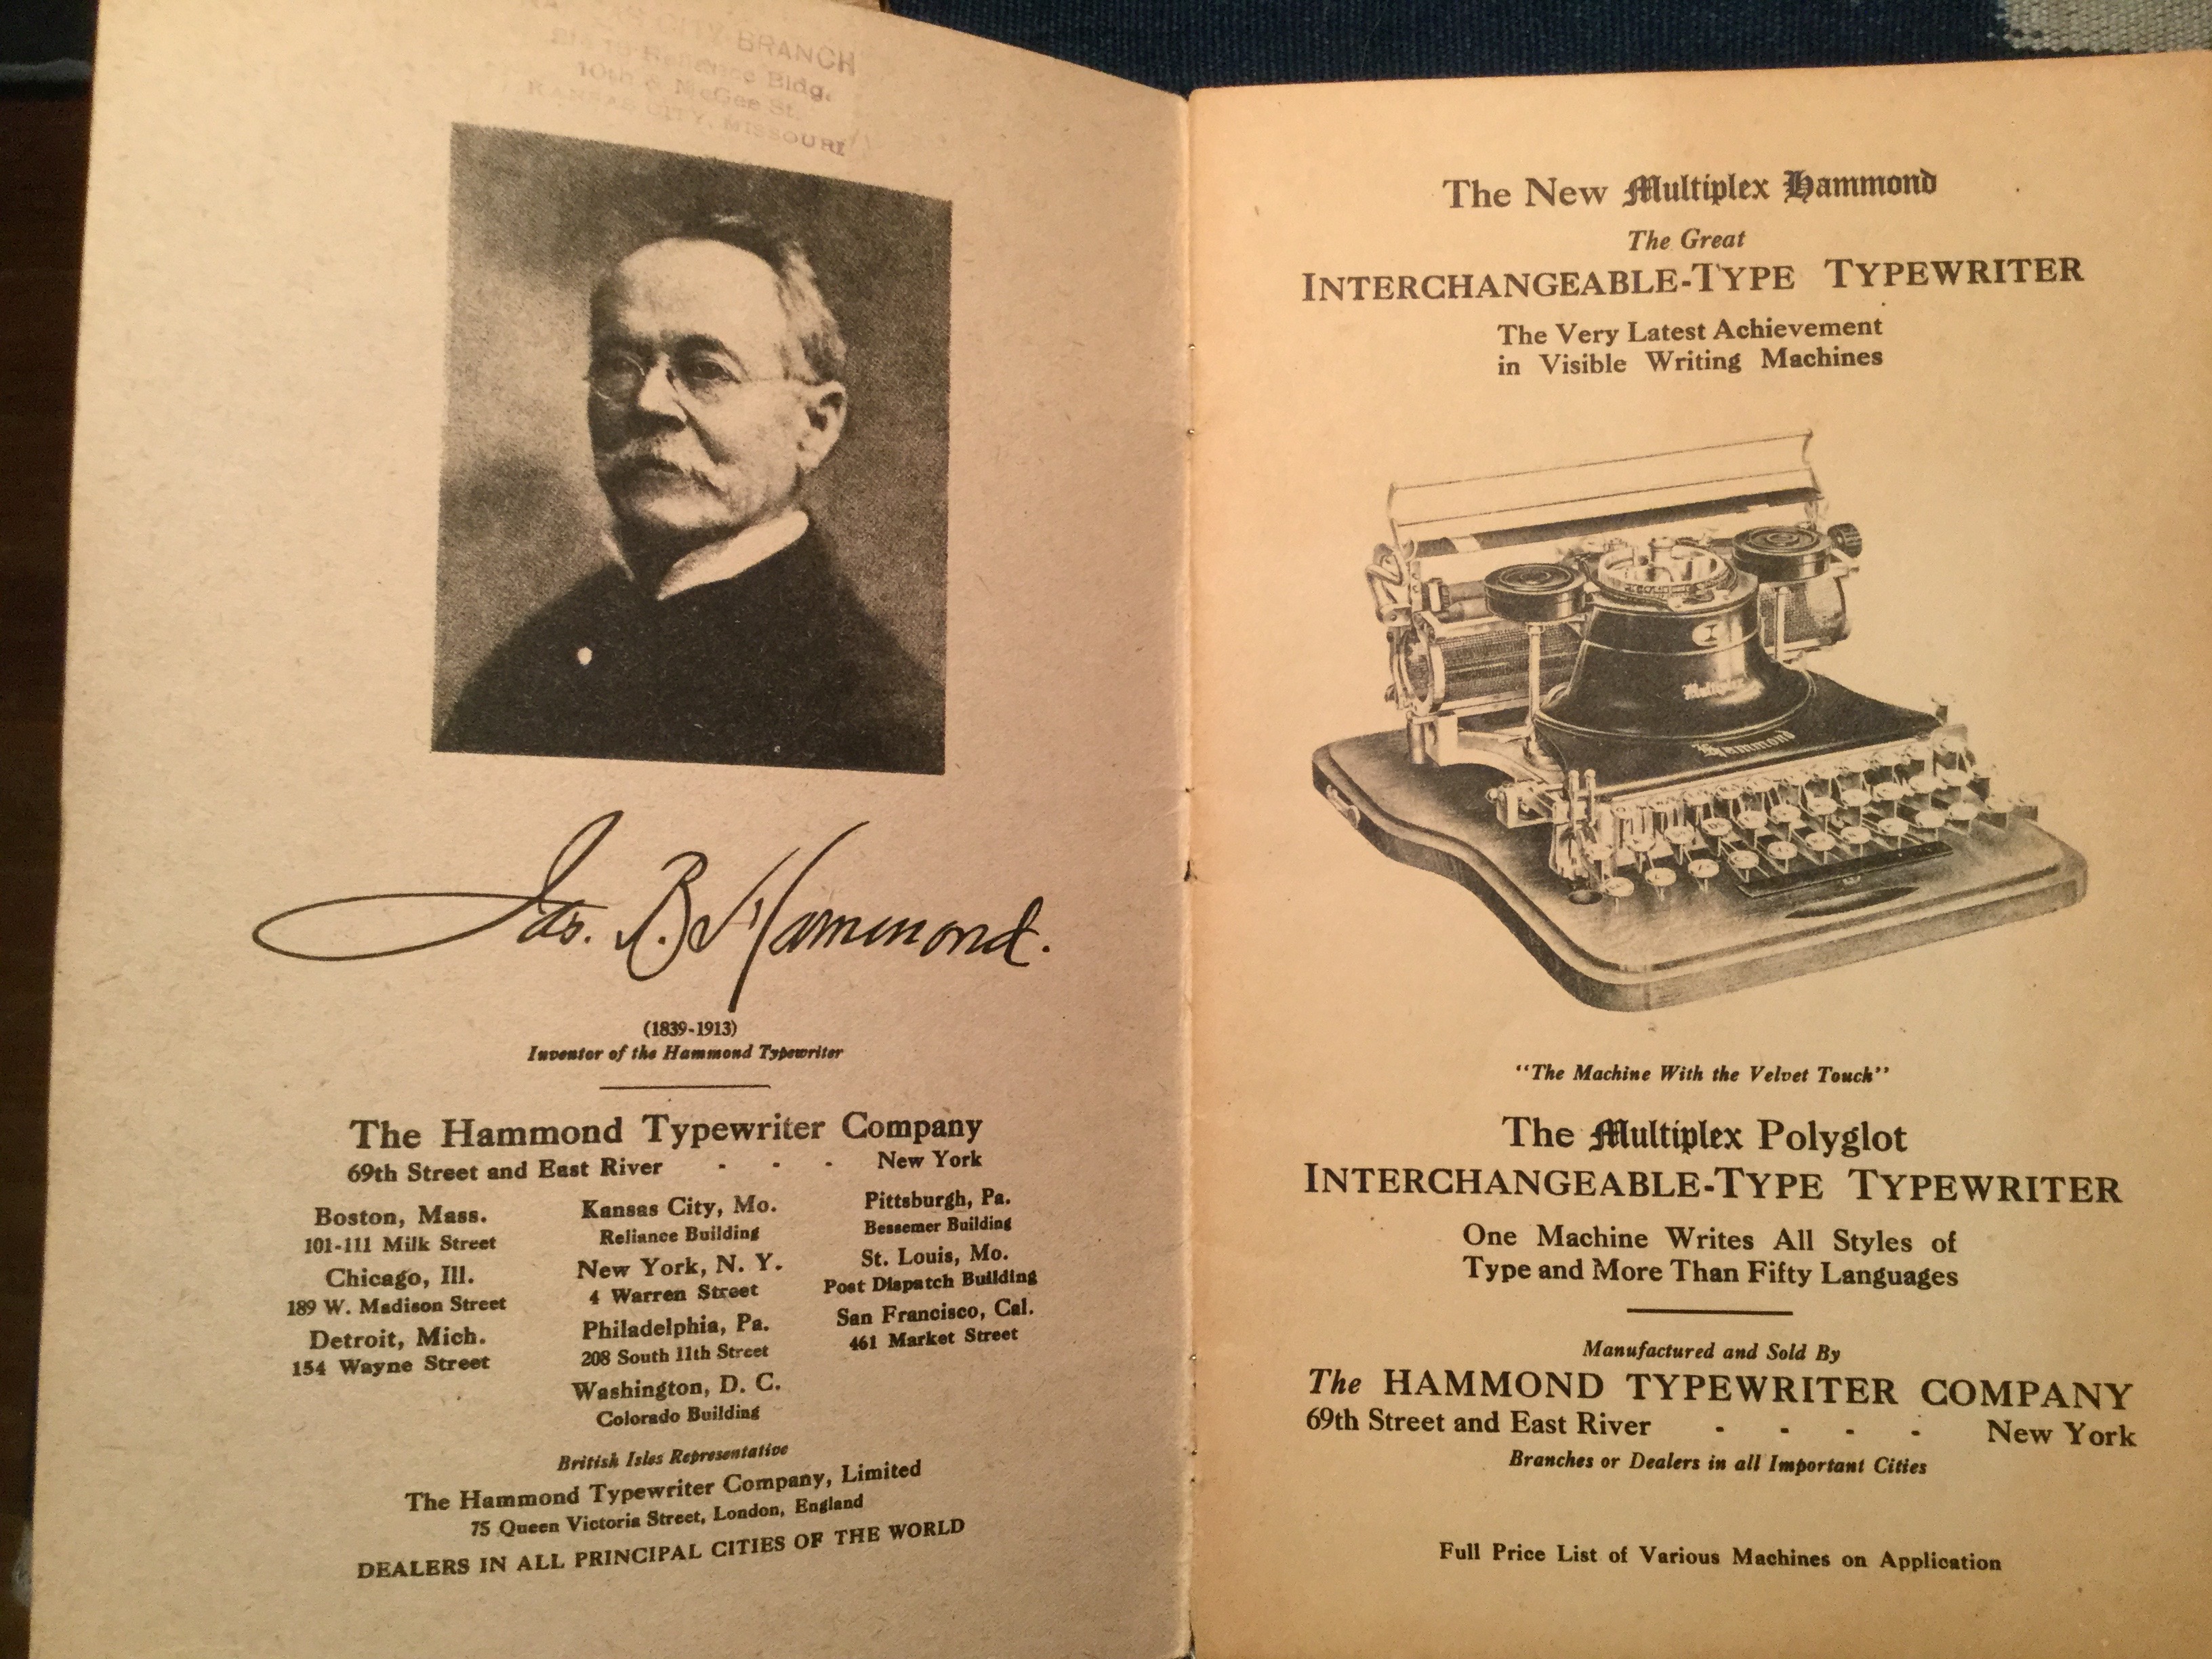 CITY BRANCH
Reliance Bldg.
10th & McGee St.
KANSAS CITY, MISSOURI
Jas. B. Hammond.
(1839-1913)
Inventor of the Hammond Typewriter
The Hammond Typewriter Company
69th Street and East River - - - New York
Boston, Mass.
101-111 Milk Street
Chicago, Ill.
189 W. Madison Street
Detroit, Mich.
154 Wayne Street
Kansas City, Mo.
Reliance Building
New York, N. Y.
4 Warren Street
Philadelphia, Pa.
208 South 11th Street
Washington, D. C.
Colorado Building
Pittsburgh, Pa.
Bessemer Building
St. Louis, Mo.
Post Dispatch Building
San Francisco, Cal.
461 Market Street
British Isles Representative
The Hammond Typewriter Company, Limited
75 Queen Victoria Street, London, England
DEALERS IN ALL PRINCIPAL CITIES OF THE WORLD
The New Multiplex Hammond
The Great
INTERCHANGEABLE-TYPE TYPEWRITER
The Very Latest Achievement
in Visible Writing Machines
Multiplex
Hammond
"The Machine With the Velvet Touch"
The Multiplex Polyglot
INTERCHANGEABLE-TYPE TYPEWRITER
One Machine Writes All Styles of
Type and More Than Fifty Languages
Manufactured and Sold By
The HAMMOND TYPEWRITER COMPANY
69th Street and East River - - - - New York
Branches or Dealers in all Important Cities
Full Price List of Various Machines on Application